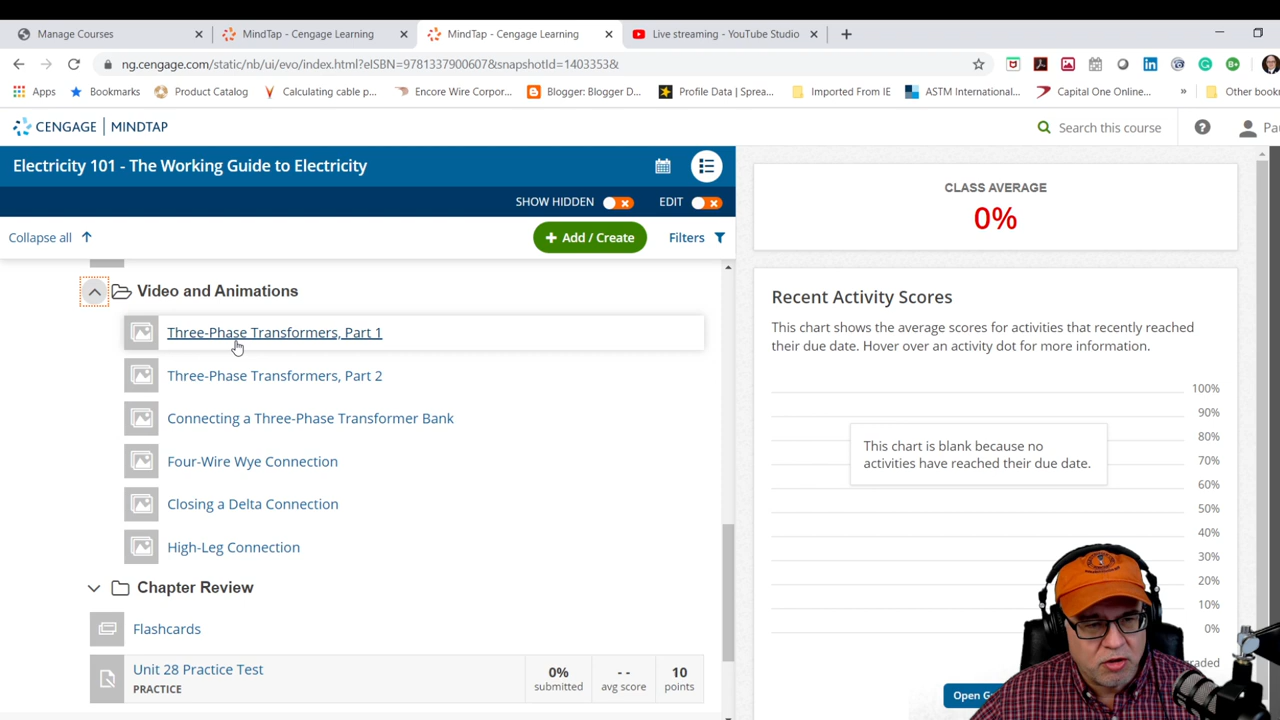 Manage Courses
MindTap - Cengage Learning
MindTap - Cengage Learning
Live streaming - YouTube Studio
ng.cengage.com/static/nb/ui/evo/index.html?eISBN=9781337900607&snapshotId=1403353&
Apps
Bookmarks
Product Catalog
Calculating cable p...
Encore Wire Corpor...
Blogger: Blogger D...
Profile Data | Sprea...
Imported From IE
ASTM International...
Capital One Online...
»
Other book
CENGAGE | MINDTAP
Search this course
Electricity 101 - The Working Guide to Electricity
SHOW HIDDEN
EDIT
Collapse all
+ Add / Create
Filters
Video and Animations
Three-Phase Transformers, Part 1
Three-Phase Transformers, Part 2
Connecting a Three-Phase Transformer Bank
Four-Wire Wye Connection
Closing a Delta Connection
High-Leg Connection
Chapter Review
Flashcards
Unit 28 Practice Test
PRACTICE
0%
submitted
- -
avg score
10
points
CLASS AVERAGE
0%
Recent Activity Scores
This chart shows the average scores for activities that recently reached
their due date. Hover over an activity dot for more information.
100%
90%
80%
70%
60%
50%
40%
30%
20%
10%
0%
This chart is blank because no
activities have reached their due date.
Open